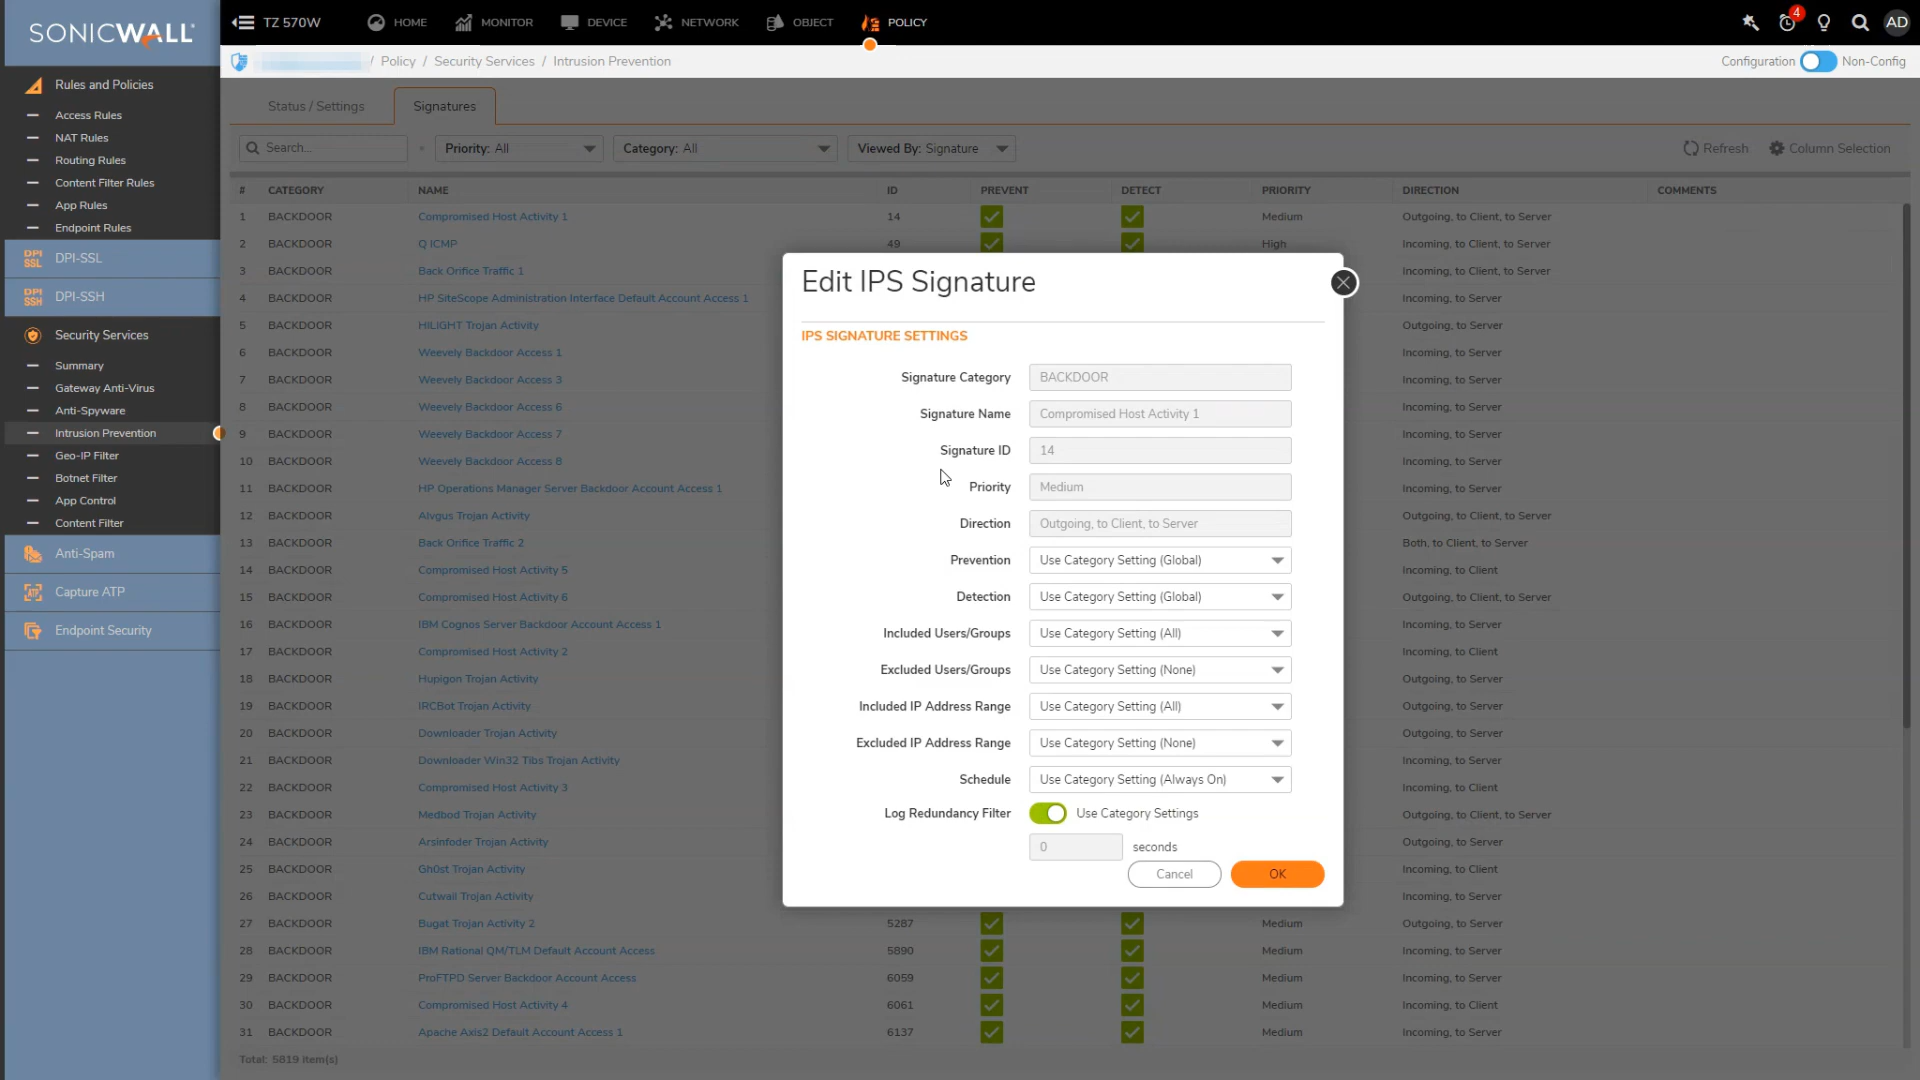 SONICWALL
TZ 570W
HOME
MONITOR
DEVICE
NETWORK
OBJECT
POLICY
4
AD
/ Policy / Security Services / Intrusion Prevention
Configuration
Non-Config
Rules and Policies
Access Rules
NAT Rules
Routing Rules
Content Filter Rules
App Rules
Endpoint Rules
DPI SSL DPI-SSL
DPI SSH DPI-SSH
Security Services
Summary
Gateway Anti-Virus
Anti-Spyware
Intrusion Prevention
Geo-IP Filter
Botnet Filter
App Control
Content Filter
Anti-Spam
ATP Capture ATP
Endpoint Security
Status / Settings
Signatures
Search...
Priority: All
Category: All
Viewed By: Signature
Refresh
Column Selection
# CATEGORY NAME ID PREVENT DETECT PRIORITY DIRECTION COMMENTS
1 BACKDOOR Compromised Host Activity 1 14 Medium Outgoing, to Client, to Server
2 BACKDOOR Q ICMP 49 High Incoming, to Client, to Server
3 BACKDOOR Back Orifice Traffic 1 Incoming, to Client, to Server
4 BACKDOOR HP SiteScope Administration Interface Default Account Access 1 Incoming, to Server
5 BACKDOOR HILIGHT Trojan Activity Outgoing, to Server
6 BACKDOOR Weevely Backdoor Access 1 Incoming, to Server
7 BACKDOOR Weevely Backdoor Access 3 Incoming, to Server
8 BACKDOOR Weevely Backdoor Access 6 Incoming, to Server
9 BACKDOOR Weevely Backdoor Access 7 Incoming, to Server
10 BACKDOOR Weevely Backdoor Access 8 Incoming, to Server
11 BACKDOOR HP Operations Manager Server Backdoor Account Access 1 Incoming, to Server
12 BACKDOOR Alvgus Trojan Activity Outgoing, to Client, to Server
13 BACKDOOR Back Orifice Traffic 2 Both, to Client, to Server
14 BACKDOOR Compromised Host Activity 5 Incoming, to Client
15 BACKDOOR Compromised Host Activity 6 Outgoing, to Client, to Server
16 BACKDOOR IBM Cognos Server Backdoor Account Access 1 Incoming, to Server
17 BACKDOOR Compromised Host Activity 2 Incoming, to Client
18 BACKDOOR Hupigon Trojan Activity Outgoing, to Server
19 BACKDOOR IRCBot Trojan Activity Outgoing, to Server
20 BACKDOOR Downloader Trojan Activity Outgoing, to Server
21 BACKDOOR Downloader Win32 Tibs Trojan Activity Incoming, to Server
22 BACKDOOR Compromised Host Activity 3 Incoming, to Client
23 BACKDOOR Medbod Trojan Activity Outgoing, to Client, to Server
24 BACKDOOR Arsinfoder Trojan Activity Outgoing, to Server
25 BACKDOOR Gh0st Trojan Activity Incoming, to Client
26 BACKDOOR Cutwail Trojan Activity Outgoing, to Server
27 BACKDOOR Bugat Trojan Activity 2 5287 Medium Outgoing, to Server
28 BACKDOOR IBM Rational QM/TLM Default Account Access 5890 Medium Incoming, to Server
29 BACKDOOR ProFTPD Server Backdoor Account Access 6059 Medium Incoming, to Server
30 BACKDOOR Compromised Host Activity 4 6061 Medium Incoming, to Client
31 BACKDOOR Apache Axis2 Default Account Access 1 6137 Medium Incoming, to Server
Total: 5819 item(s)
Edit IPS Signature
IPS SIGNATURE SETTINGS
Signature Category BACKDOOR
Signature Name Compromised Host Activity 1
Signature ID 14
Priority Medium
Direction Outgoing, to Client, to Server
Prevention Use Category Setting (Global)
Detection Use Category Setting (Global)
Included Users/Groups Use Category Setting (All)
Excluded Users/Groups Use Category Setting (None)
Included IP Address Range Use Category Setting (All)
Excluded IP Address Range Use Category Setting (None)
Schedule Use Category Setting (Always On)
Log Redundancy Filter Use Category Settings
0 seconds
Cancel
OK